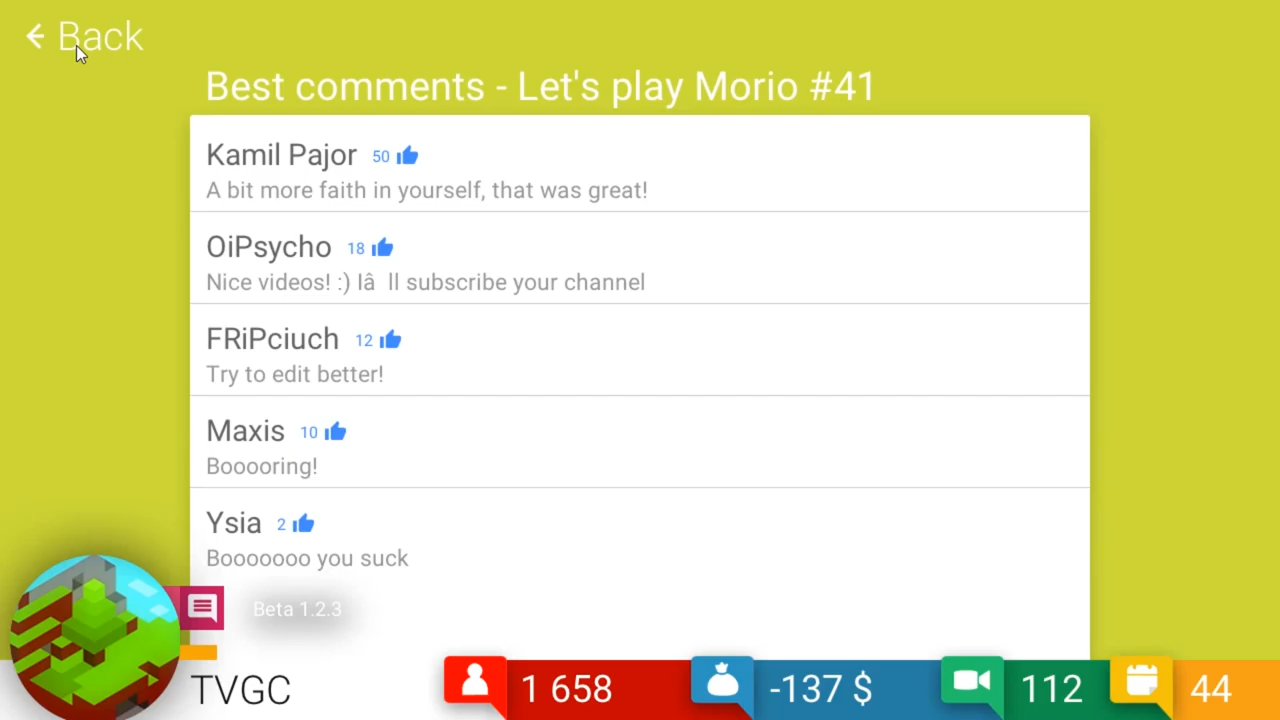 Back
Best comments - Let's play Morio #41
Kamil Pajor 50
A bit more faith in yourself, that was great!
OiPsycho 18
Nice videos! :) Iâ ll subscribe your channel
FRiPciuch 12
Try to edit better!
Maxis 10
Booooring!
Ysia 2
Booooooo you suck
Beta 1.2.3
TVGC
1 658
-137 $
112
44